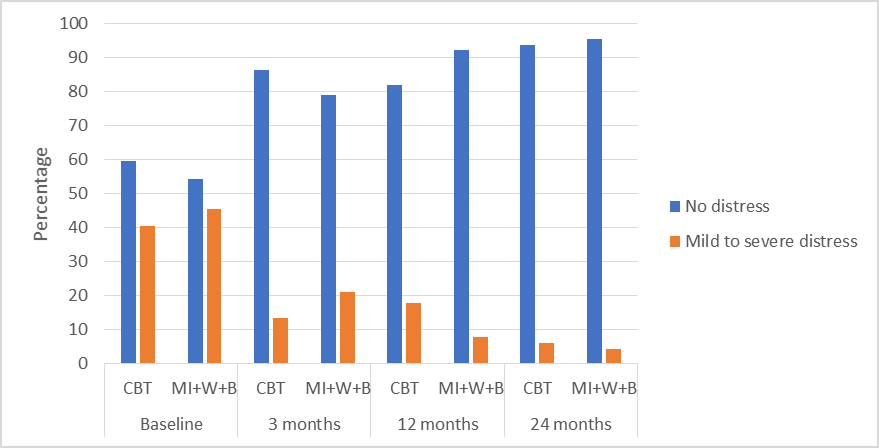 100
90
80
70
60
50
40
30
20
10
0
Percentage
CBT MI+W+B CBT MI+W+B CBT MI+W+B CBT MI+W+B
Baseline 3 months 12 months 24 months
No distress
Mild to severe distress